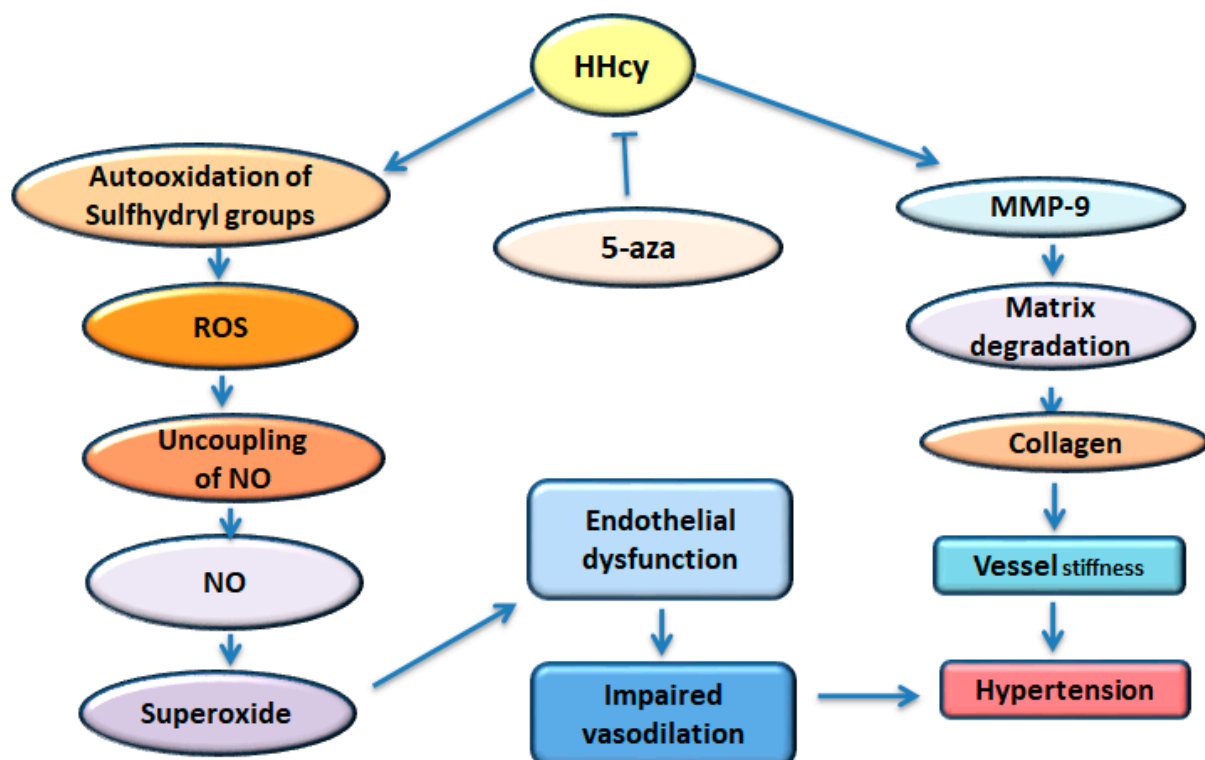 HHcy
Autooxidation of
Sulfhydryl groups
MMP-9
5-aza
ROS
Matrix
degradation
Uncoupling
of NO
Collagen
Endothelial
dysfunction
NO
Vessel stiffness
Superoxide
Impaired
vasodilation
Hypertension